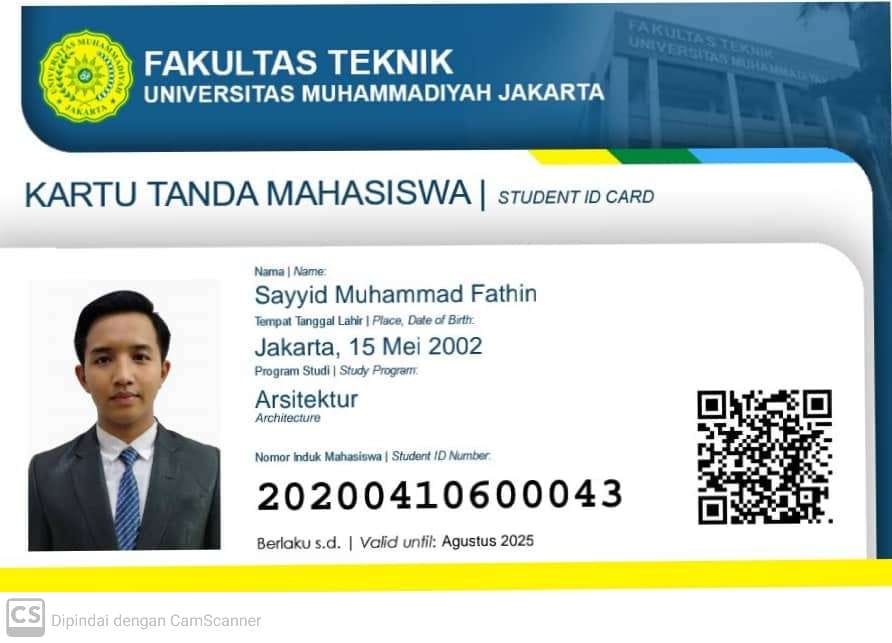 FAKULTAS TEKNIK
UNIVERSITAS MUHAMMADIYAH JAKARTA
FAKULTAS TEKNIK
UNIVERSITAS MUHAMMADIYAH
UNIVERSITAS MUHAMMADIYAH
JAKARTA
KARTU TANDA MAHASISWA | STUDENT ID CARD
Nama | Name:
Sayyid Muhammad Fathin
Tempat Tanggal Lahir | Place, Date of Birth:
Jakarta, 15 Mei 2002
Program Studi | Study Program:
Arsitektur
Architecture
Nomor Induk Mahasiswa | Student ID Number:
20200410600043
Berlaku s.d. | Valid until: Agustus 2025
CS Dipindai dengan CamScanner